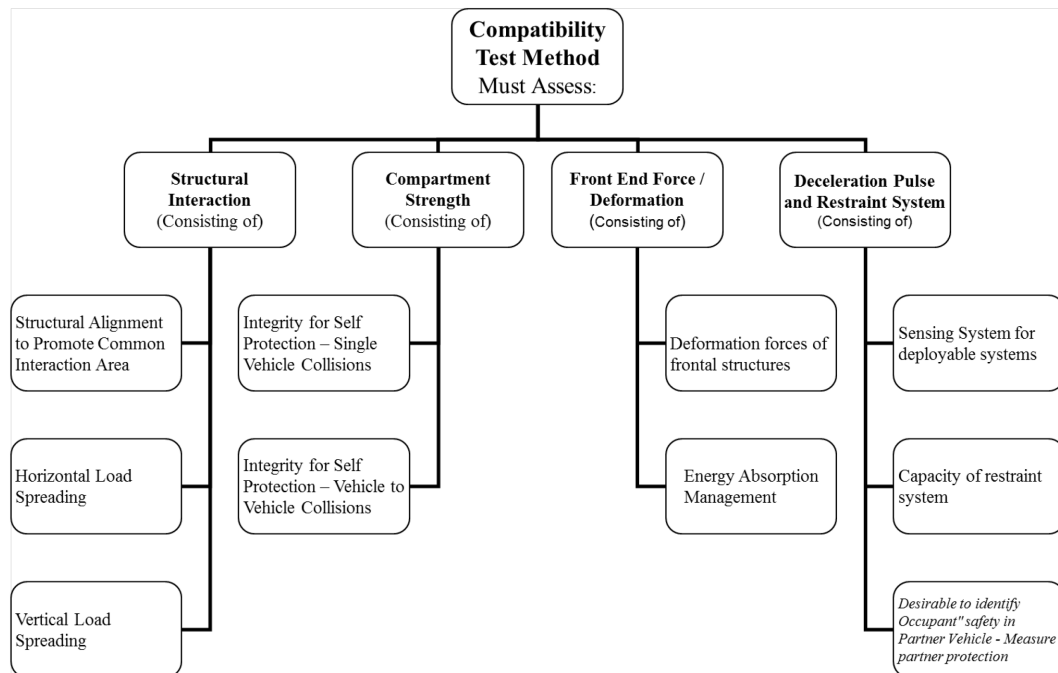 Compatibility
Test Method
Must Assess:
Structural
Interaction
(Consisting of)
Compartment
Strength
(Consisting of)
Front End Force /
Deformation
(Consisting of)
Deceleration Pulse
and Restraint System
(Consisting of)
Structural Alignment
to Promote Common
Interaction Area
Horizontal Load
Spreading
Vertical Load
Spreading
Integrity for Self
Protection – Single
Vehicle Collisions
Integrity for Self
Protection – Vehicle to
Vehicle Collisions
Deformation forces of
frontal structures
Energy Absorption
Management
Sensing System for
deployable systems
Capacity of restraint
system
Desirable to identify
Occupant" safety in
Partner Vehicle - Measure
partner protection